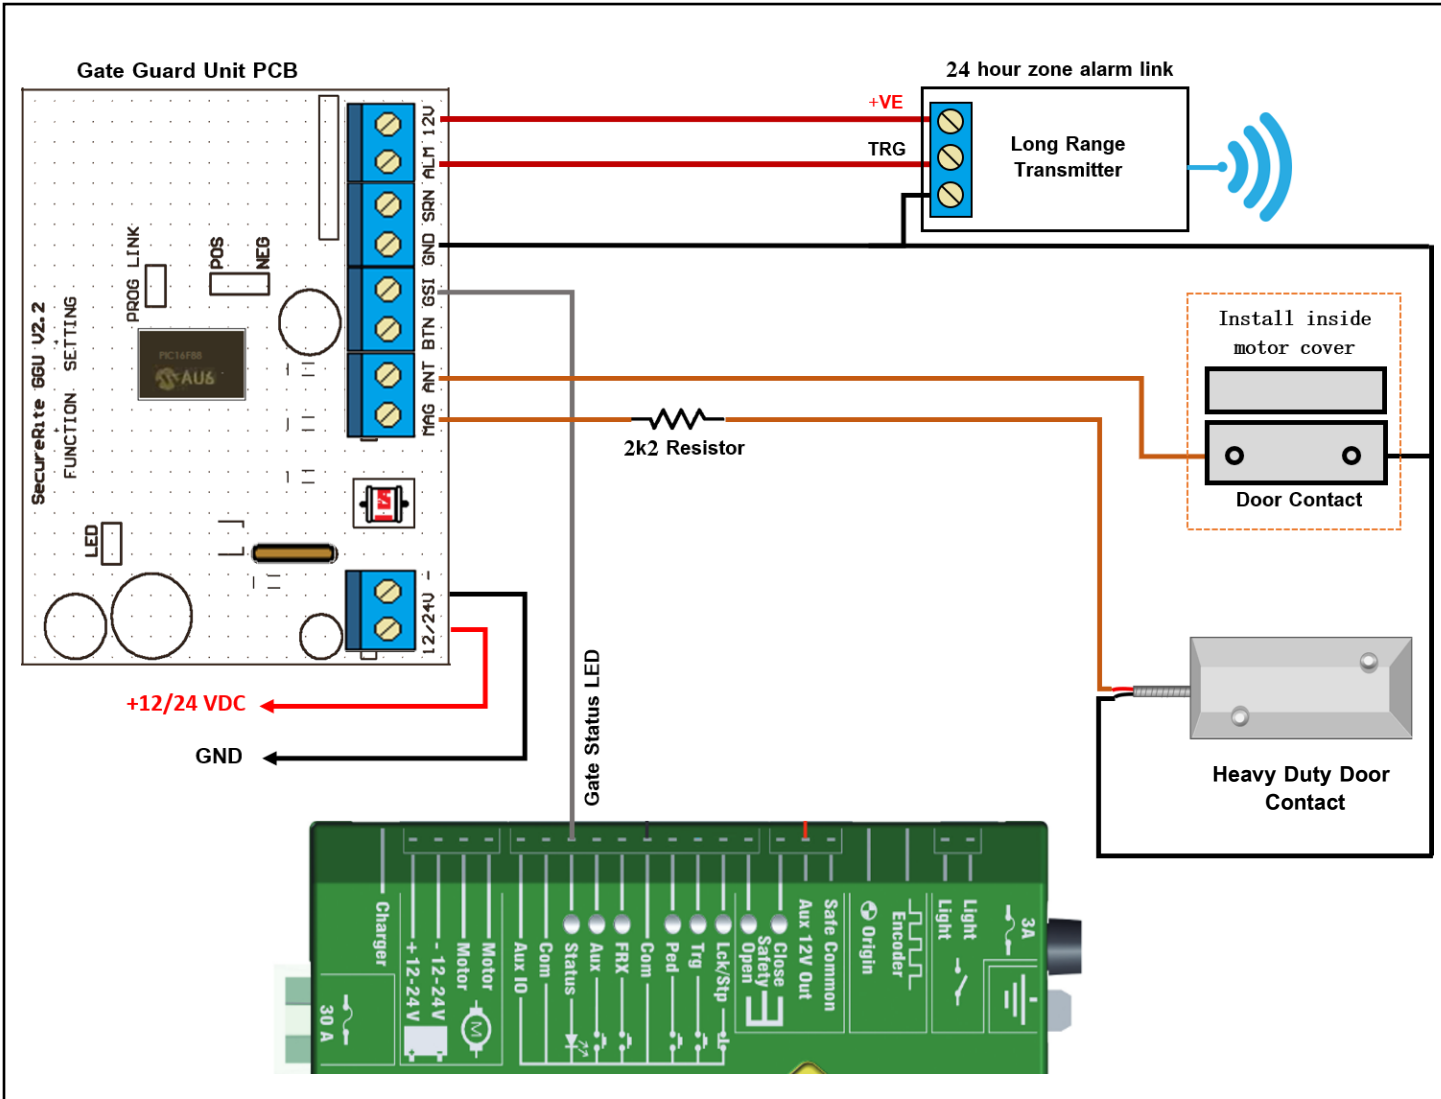 Gate Guard Unit PCB
24 hour zone alarm link
+VE
TRG
Long Range
Transmitter
12V
ALM
SRN
GND
GSI
BTN
ANT
MAG
PROG LINK
POS
NEG
SecureRite GGU V2.2
FUNCTION SETTING
PIC16F88
AU6
LED
12/24V -
Install inside
motor cover
Door Contact
2k2 Resistor
+12/24 VDC
GND
Gate Status LED
Heavy Duty Door
Contact
Charger
+ 12-24V
- 12-24V
Motor
Motor
Aux IO
Com
Status
Aux
FRX
Com
Ped
Trg
Lck/Stp
Open
Safety
Close
Aux 12V Out
Safe Common
Origin
Encoder
Light
Light
3A
30 A
M